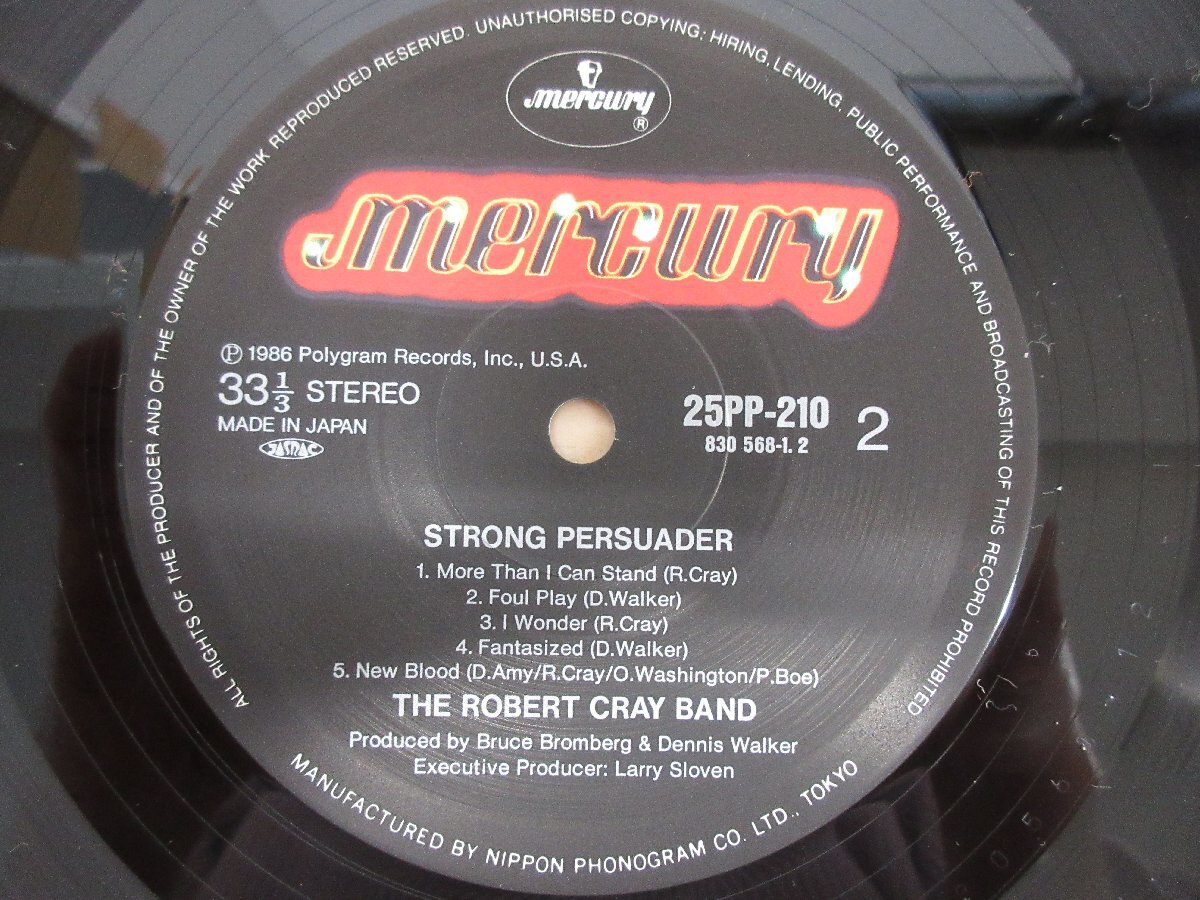 ALL RIGHTS OF THE PRODUCER AND OF THE OWNER OF THE WORK REPRODUCED RESERVED. UNAUTHORISED COPYING; HIRING, LENDING, PUBLIC PERFORMANCE AND BROADCASTING OF THIS RECORD PROHIBITED
mercury
®
mercury
Ⓟ 1986 Polygram Records, Inc., U.S.A.
33 1/3 STEREO
MADE IN JAPAN
JASRAC
25PP-210
830 568-1. 2
2
STRONG PERSUADER
1. More Than I Can Stand (R.Cray)
2. Foul Play (D.Walker)
3. I Wonder (R.Cray)
4. Fantasized (D.Walker)
5. New Blood (D.Amy/R.Cray/O.Washington/P.Boe)
THE ROBERT CRAY BAND
Produced by Bruce Bromberg & Dennis Walker
Executive Producer: Larry Sloven
MANUFACTURED BY NIPPON PHONOGRAM CO. LTD., TOKYO